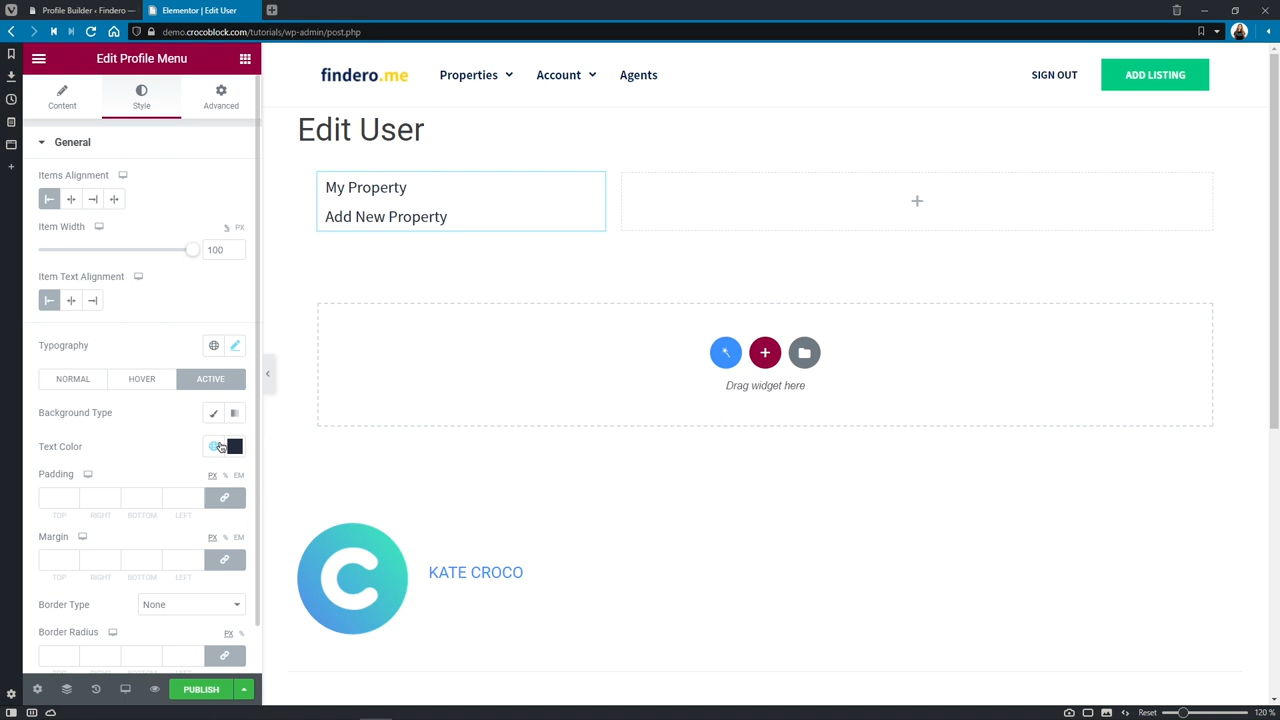 Profile Builder ‹ Findero —
Elementor | Edit User
demo.crocoblock.com/tutorials/wp-admin/post.php
Edit Profile Menu
Content
Style
Advanced
General
Items Alignment
Item Width
% PX
100
Item Text Alignment
Typography
NORMAL
HOVER
ACTIVE
Background Type
Text Color
Padding
PX % EM
TOP RIGHT BOTTOM LEFT
Margin
PX % EM
TOP RIGHT BOTTOM LEFT
Border Type
None
Border Radius
PX %
TOP RIGHT BOTTOM LEFT
PUBLISH
findero.me
Properties
Account
Agents
SIGN OUT
ADD LISTING
Edit User
My Property
Add New Property
Drag widget here
C
KATE CROCO
Reset
120 %